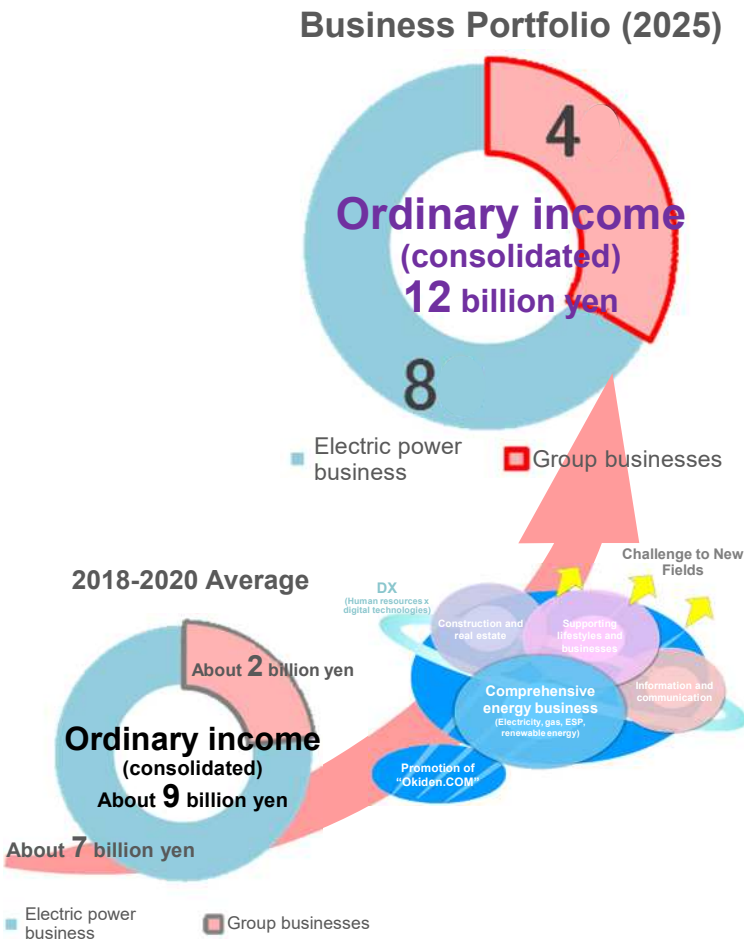 Business Portfolio (2025)
4
Ordinary income
(consolidated)
12 billion yen
8
Electric power
business
Group businesses
2018-2020 Average
About 2 billion yen
Ordinary income
(consolidated)
About 9 billion yen
About 7 billion yen
Electric power
business
Group businesses
Challenge to New
Fields
DX
(Human resources x
digital technologies)
Construction and
real estate
Supporting
lifestyles and
businesses
Information and
communication
Comprehensive
energy business
(Electricity, gas, ESP,
renewable energy)
Promotion of
“Okiden.COM”